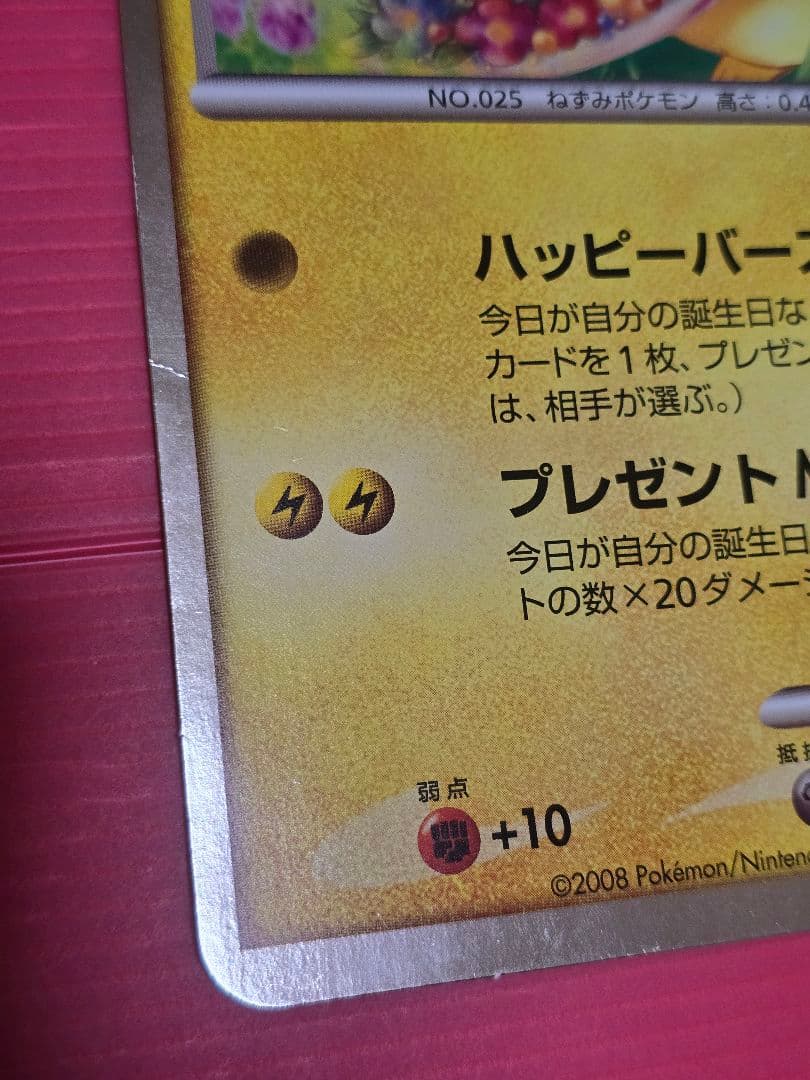 NO.025 ねずみポケモン 高さ:0.4
ハッピーバー
今日が自分の誕生日な
カードを1枚、プレゼン
は、相手が選ぶ。)
プレゼント
今日が自分の誕生日
トの数×20ダメー
弱点
+10
©2008 Pokémon/Ninten